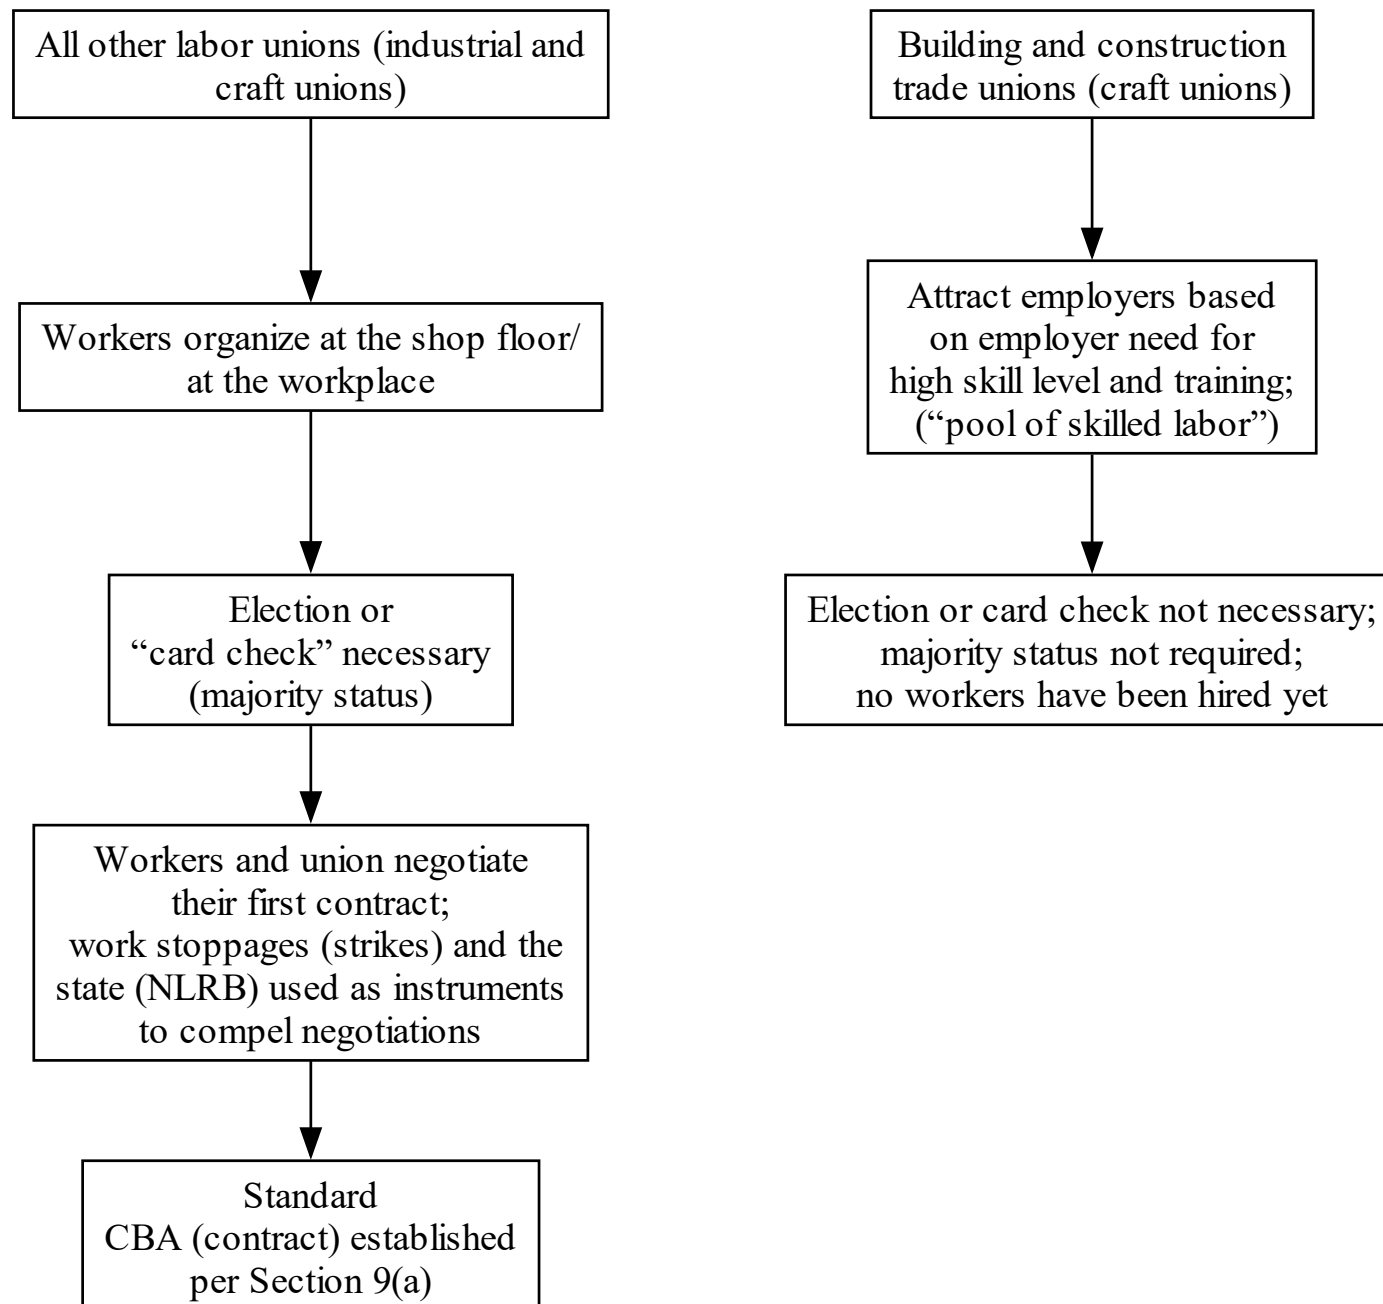 All other labor unions (industrial and
craft unions)
Workers organize at the shop floor/
at the workplace
Election or
“card check” necessary
(majority status)
Workers and union negotiate
their first contract;
work stoppages (strikes) and the
state (NLRB) used as instruments
to compel negotiations
Standard
CBA (contract) established
per Section 9(a)
Building and construction
trade unions (craft unions)
Attract employers based
on employer need for
high skill level and training;
(“pool of skilled labor”)
Election or card check not necessary;
majority status not required;
no workers have been hired yet